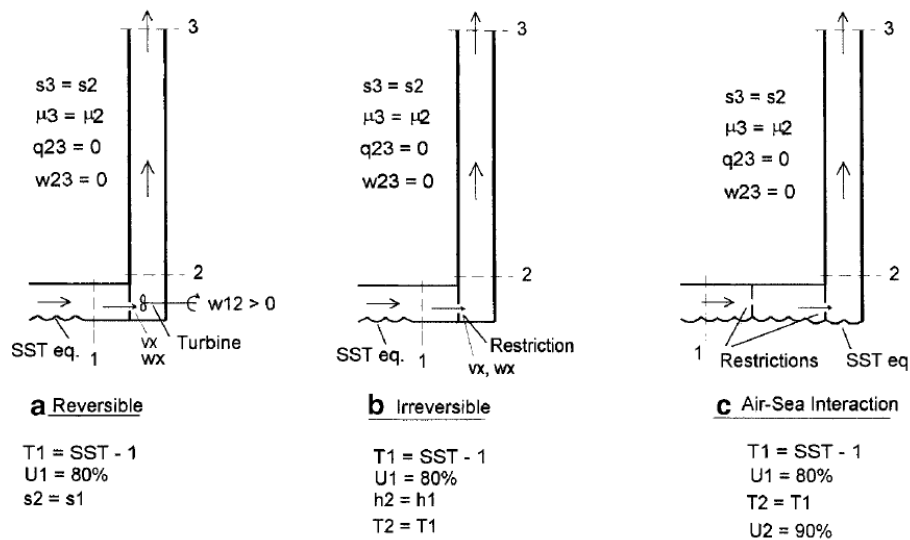 3
s3 = s2
μ3 = μ2
q23 = 0
w23 = 0
2
w12 > 0
SST eq.
1
vx
wx
Turbine
a Reversible
T1 = SST - 1
U1 = 80%
s2 = s1
3
s3 = s2
μ3 = μ2
q23 = 0
w23 = 0
2
SST eq.
1
Restriction
vx, wx
b Irreversible
T1 = SST - 1
U1 = 80%
h2 = h1
T2 = T1
3
s3 = s2
μ3 = μ2
q23 = 0
w23 = 0
2
1
Restrictions
SST eq
c Air-Sea Interaction
T1 = SST - 1
U1 = 80%
T2 = T1
U2 = 90%